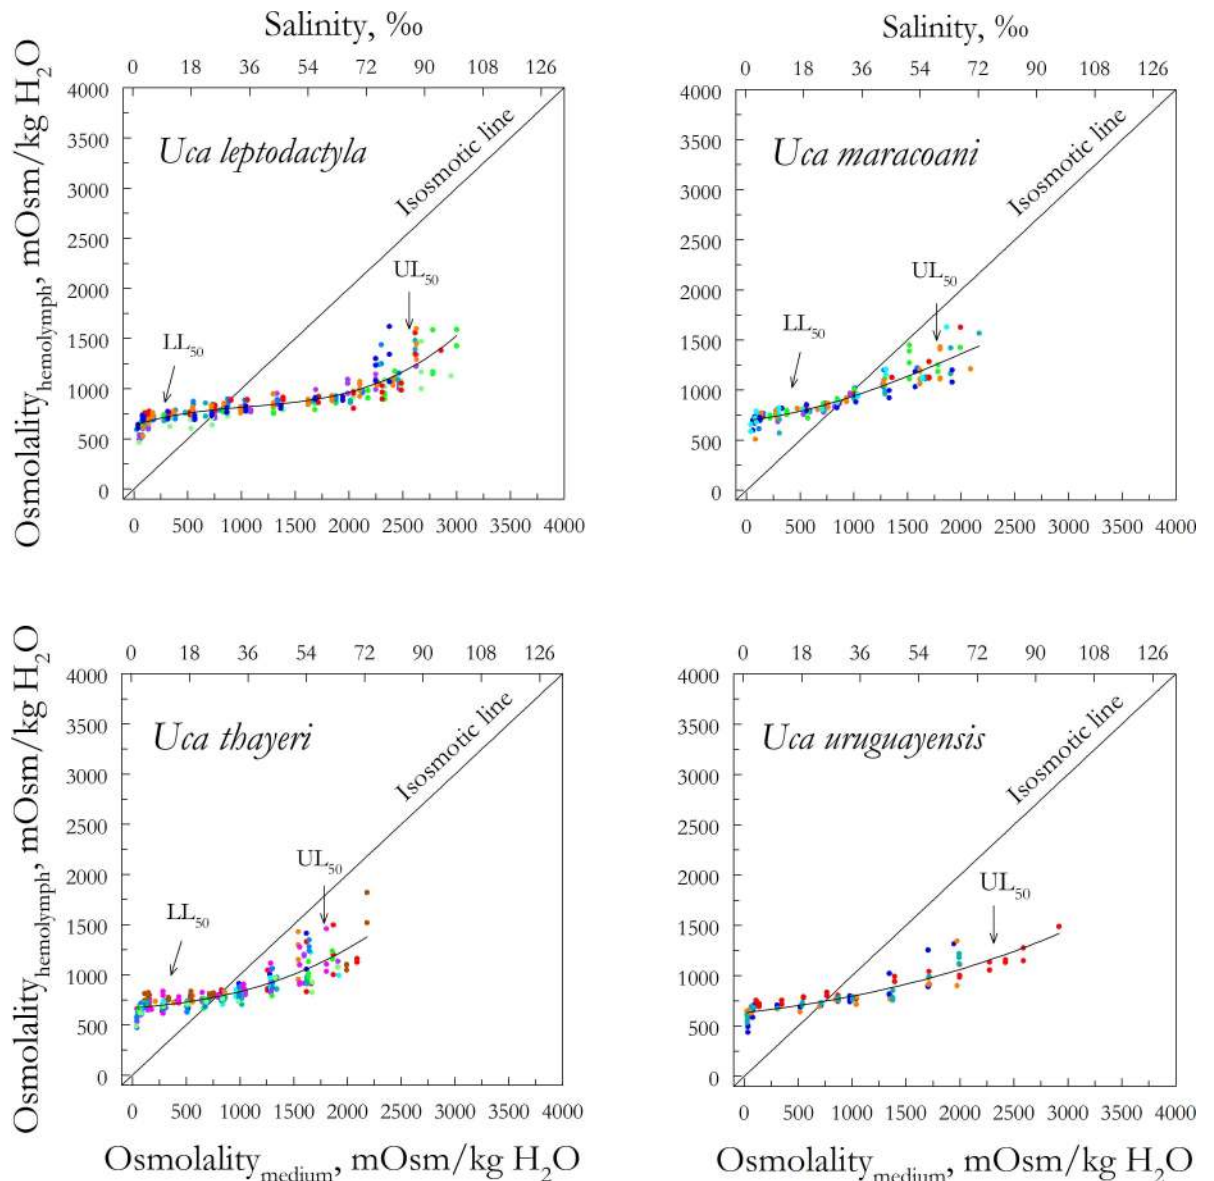 Salinity, ‰
0 18 36 54 72 90 108 126
Osmolality_hemolymph, mOsm/kg H₂O
4000
3500
3000
2500
2000
1500
1000
500
0
Uca leptodactyla
Isosmotic line
UL₅₀
LL₅₀
0 500 1000 1500 2000 2500 3000 3500 4000
Salinity, ‰
0 18 36 54 72 90 108 126
4000
3500
3000
2500
2000
1500
1000
500
0
Uca maracoani
Isosmotic line
UL₅₀
LL₅₀
0 500 1000 1500 2000 2500 3000 3500 4000
0 18 36 54 72 90 108 126
Osmolality_hemolymph, mOsm/kg H₂O
4000
3500
3000
2500
2000
1500
1000
500
0
Uca thayeri
Isosmotic line
UL₅₀
LL₅₀
0 500 1000 1500 2000 2500 3000 3500 4000
Osmolality_medium, mOsm/kg H₂O
0 18 36 54 72 90 108 126
4000
3500
3000
2500
2000
1500
1000
500
0
Uca uruguayensis
Isosmotic line
UL₅₀
0 500 1000 1500 2000 2500 3000 3500 4000
Osmolality_medium, mOsm/kg H₂O